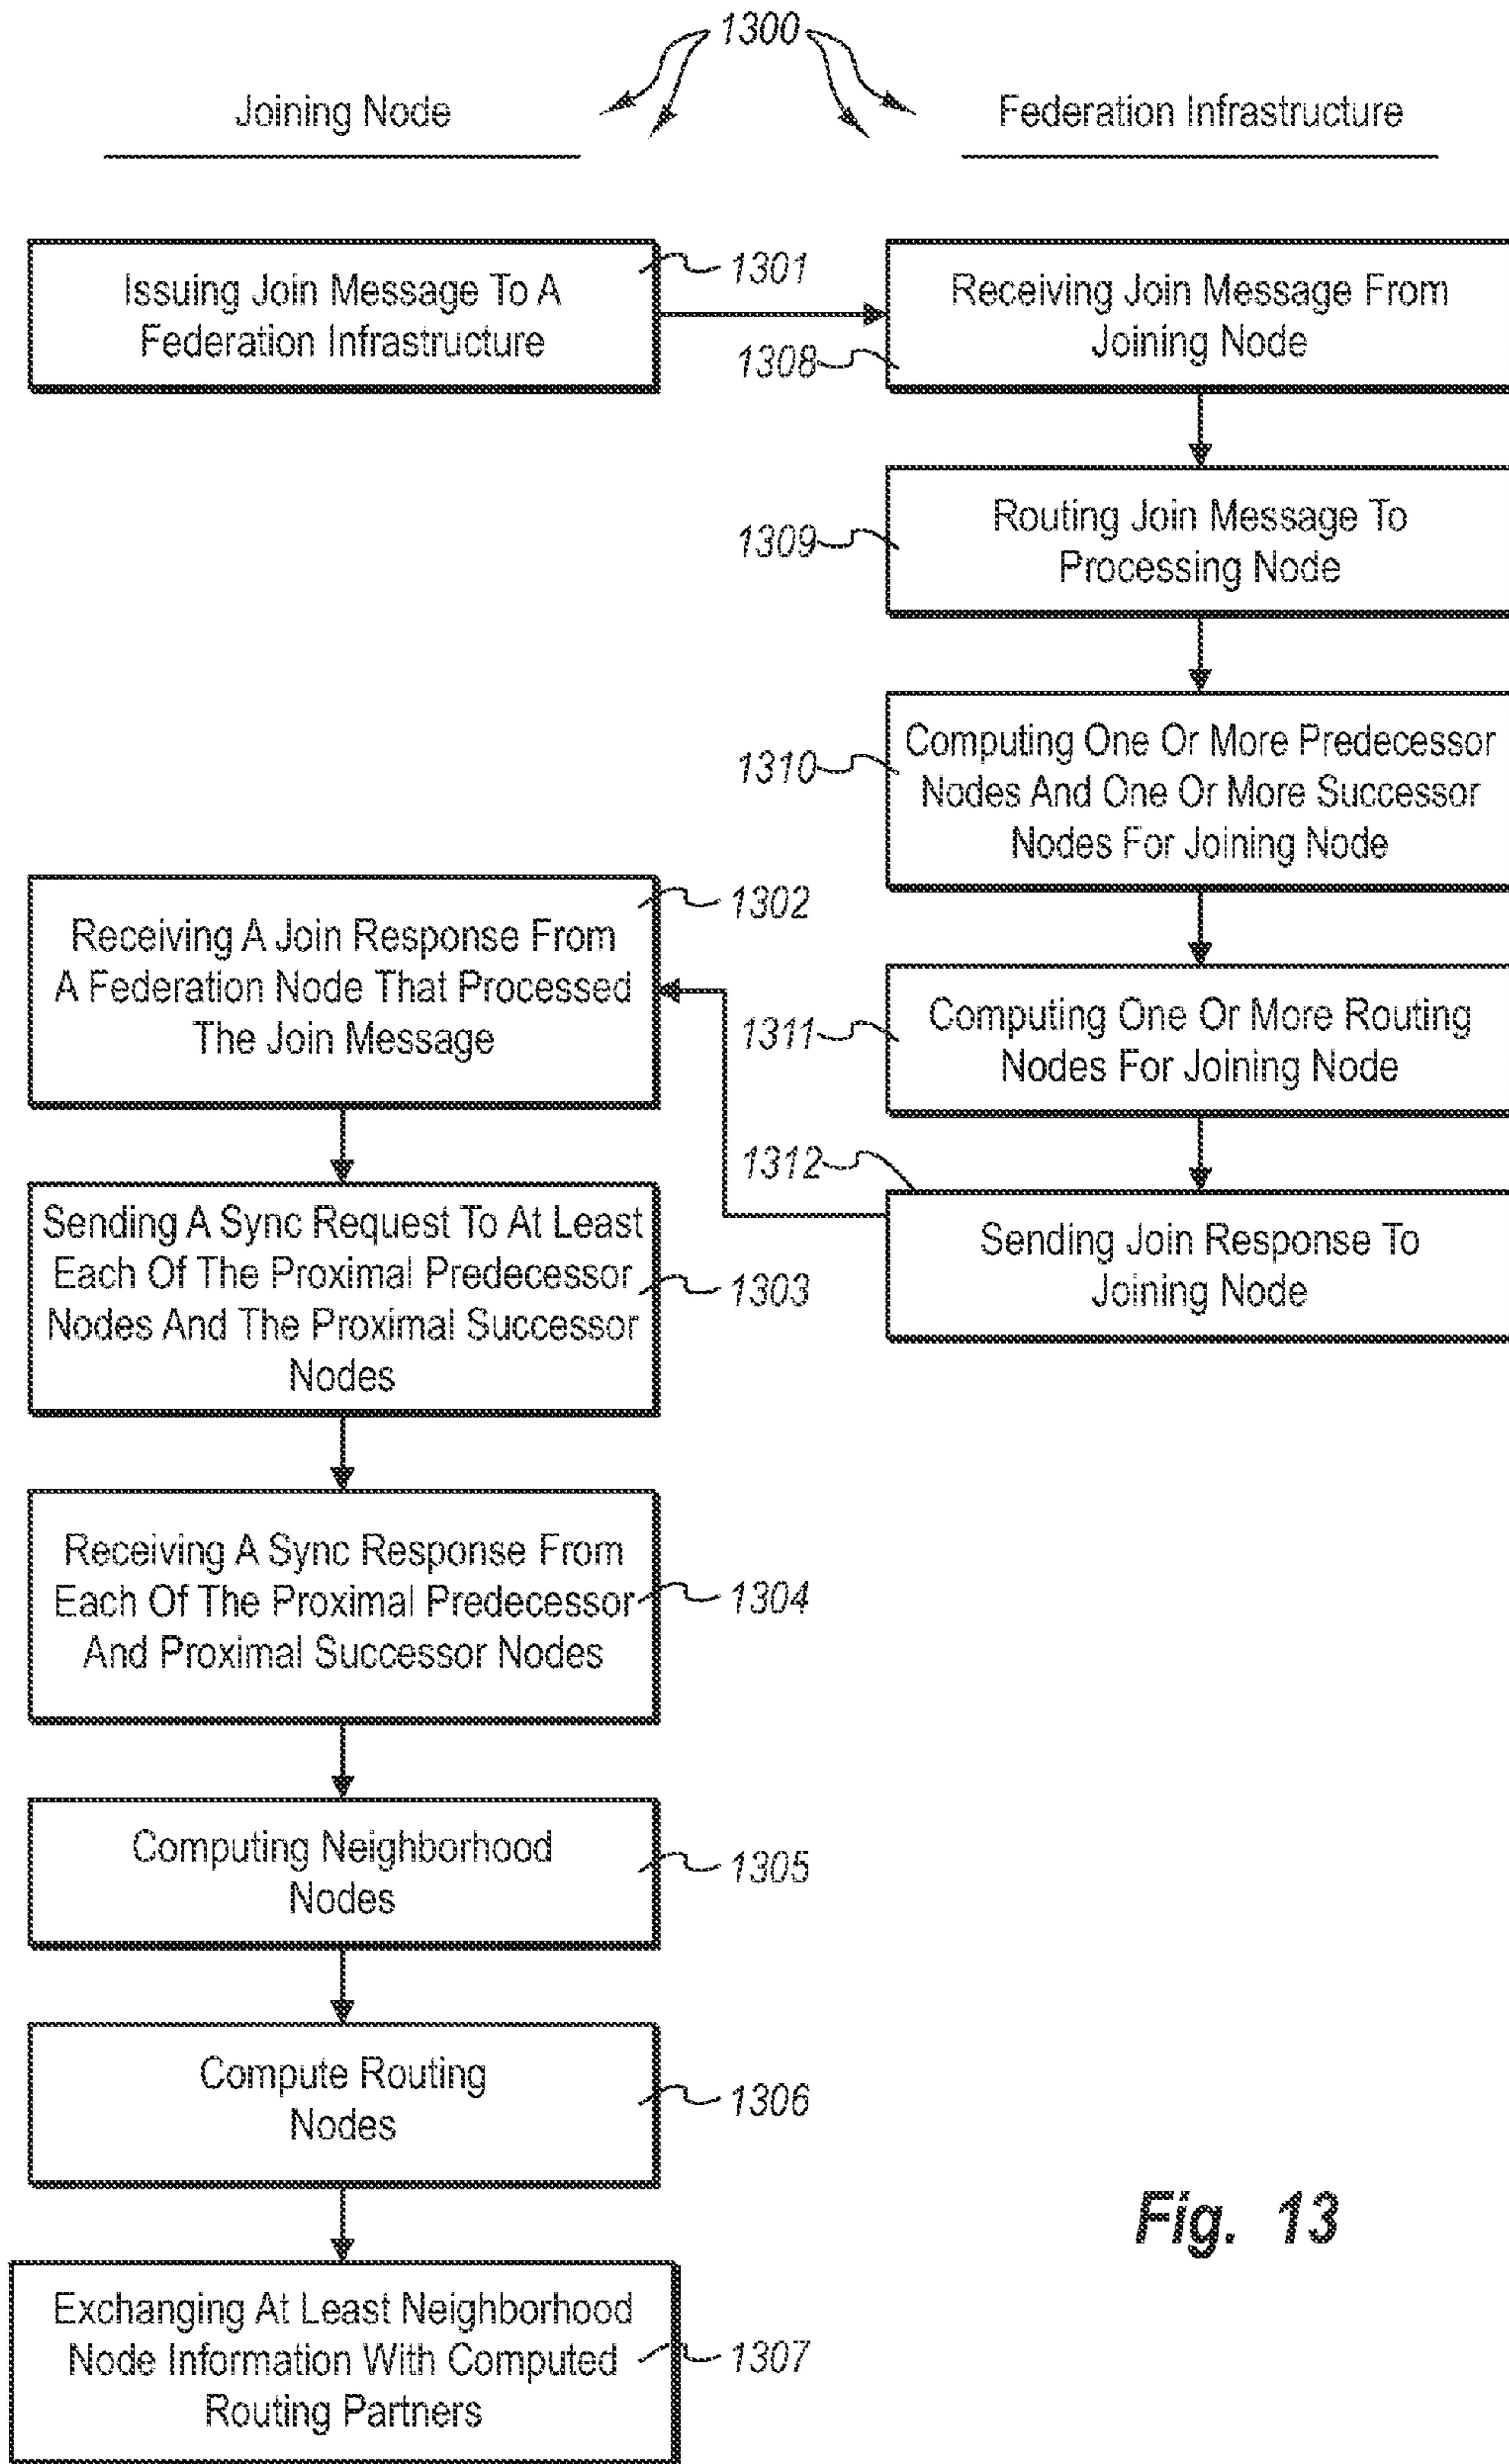 1300
Joining Node
Federation Infrastructure
Issuing Join Message To A
Federation Infrastructure
1301
Receiving Join Message From
Joining Node
1308
Routing Join Message To
Processing Node
1309
Computing One Or More Predecessor
Nodes And One Or More Successor
Nodes For Joining Node
1310
Receiving A Join Response From
A Federation Node That Processed
The Join Message
1302
Computing One Or More Routing
Nodes For Joining Node
1311
Sending Join Response To
Joining Node
1312
Sending A Sync Request To At Least
Each Of The Proximal Predecessor
Nodes And The Proximal Successor
Nodes
1303
Receiving A Sync Response From
Each Of The Proximal Predecessor
And Proximal Successor Nodes
1304
Computing Neighborhood
Nodes
1305
Compute Routing
Nodes
1306
Exchanging At Least Neighborhood
Node Information With Computed
Routing Partners
1307
Fig. 13